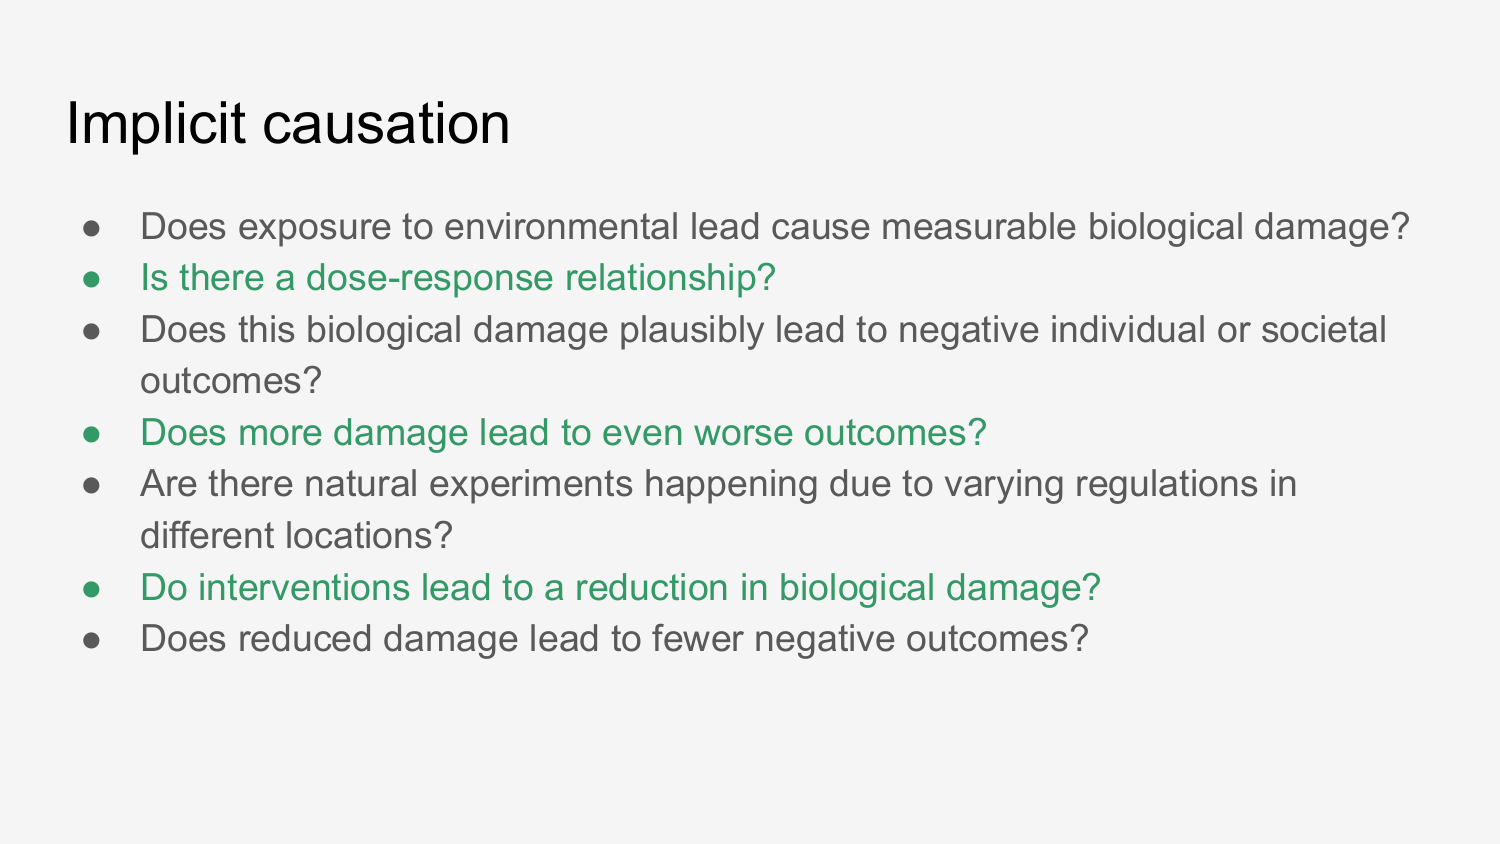 Implicit causation
● Does exposure to environmental lead cause measurable biological damage?
● Is there a dose-response relationship?
● Does this biological damage plausibly lead to negative individual or societal
outcomes?
● Does more damage lead to even worse outcomes?
● Are there natural experiments happening due to varying regulations in
different locations?
● Do interventions lead to a reduction in biological damage?
● Does reduced damage lead to fewer negative outcomes?